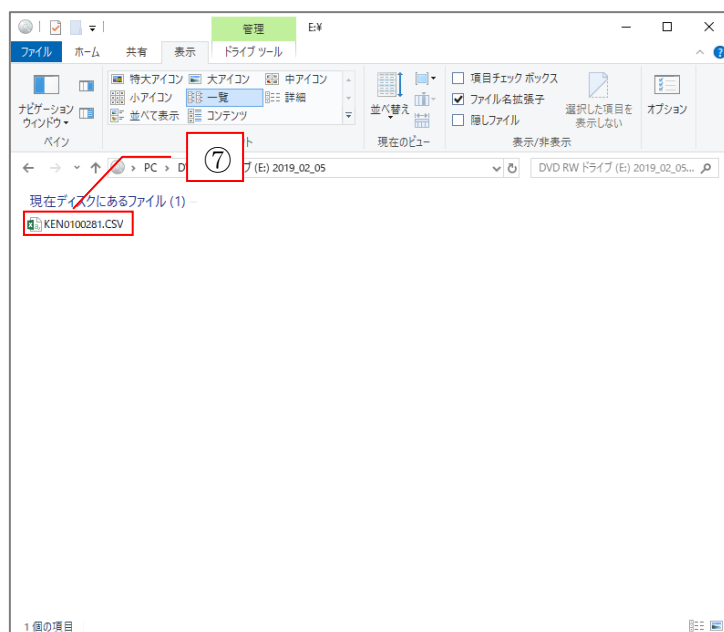 管理 E:¥
ファイル ホーム 共有 表示 ドライブ ツール
ナビゲーション
ウィンドウ
特大アイコン 大アイコン 中アイコン
小アイコン 一覧 詳細
並べて表示 コンテンツ
並べ替え
項目チェック ボックス
ファイル名拡張子
隠しファイル
選択した項目を
表示しない
オプション
ペイン ト 現在のビュー 表示/非表示
⑦
PC › D ブ (E:) 2019_02_05
DVD RW ドライブ (E:) 2019_02_05...
現在ディスクにあるファイル (1)
KEN0100281.CSV
1 個の項目